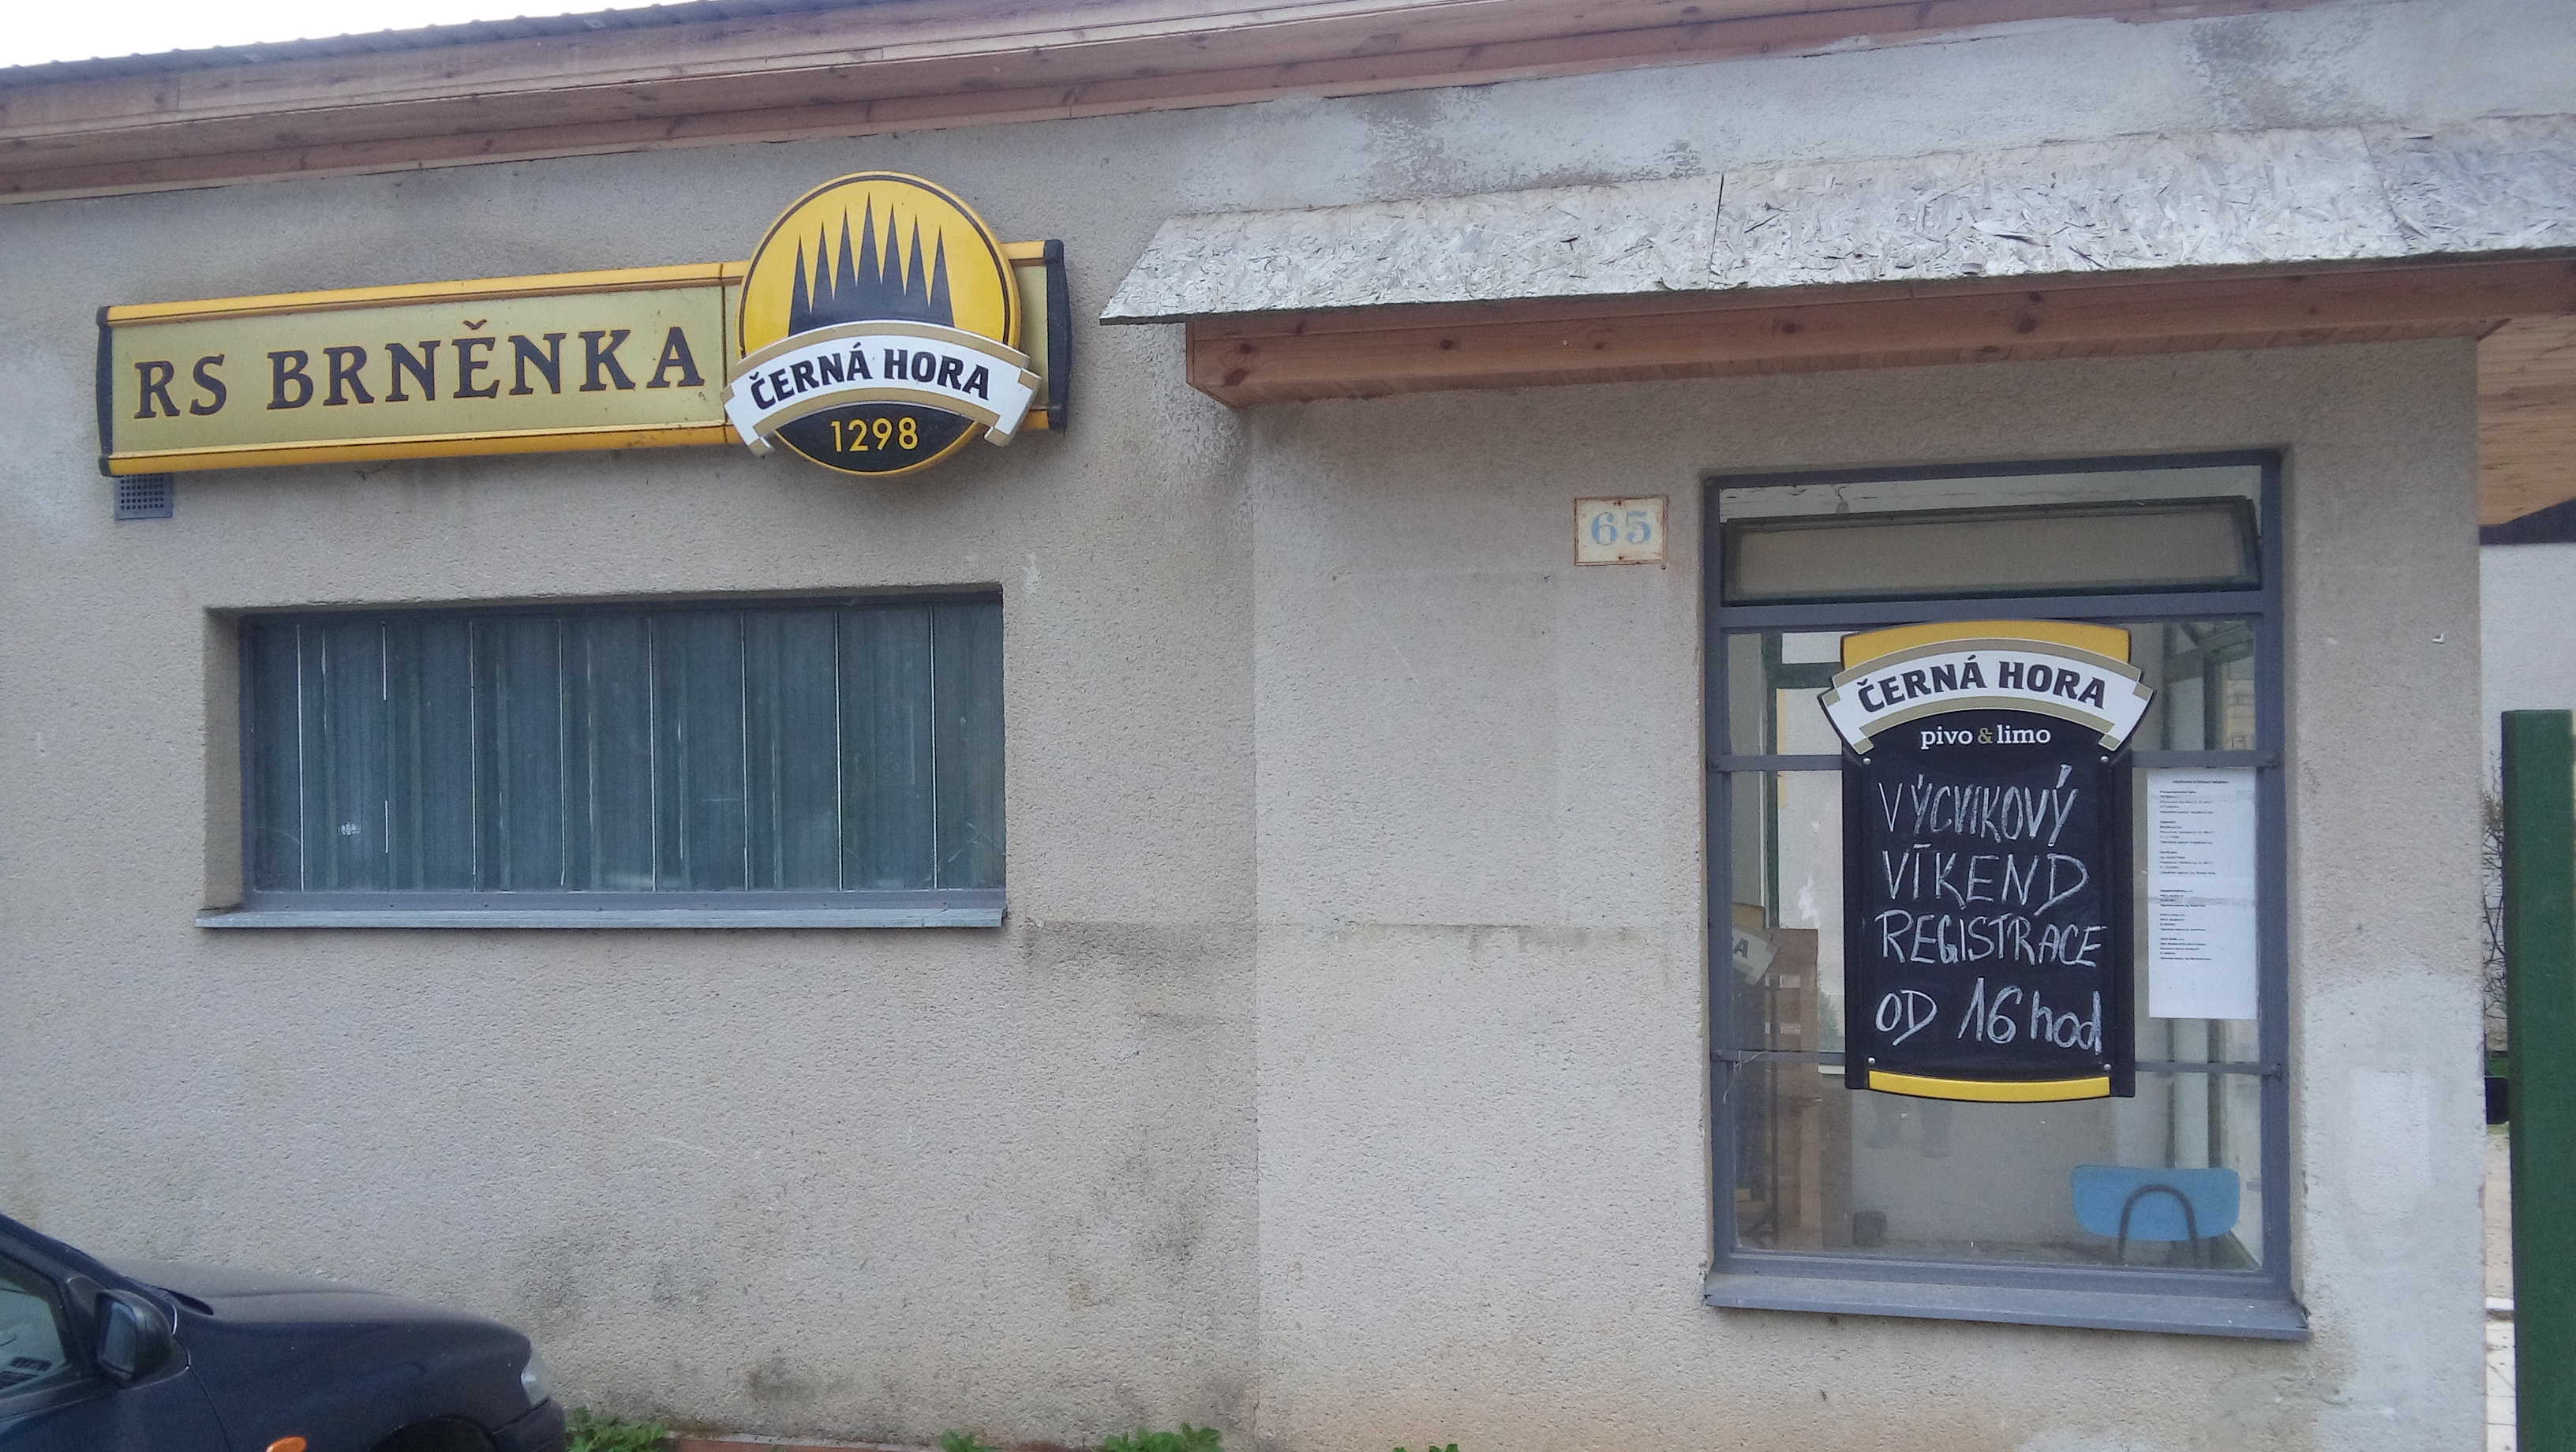 RS BRNĚNKA
ČERNÁ HORA
1298
65
ČERNÁ HORA
pivo & limo
VÝCVIKOVÝ
VÍKEND
REGISTRACE
OD 16 hod